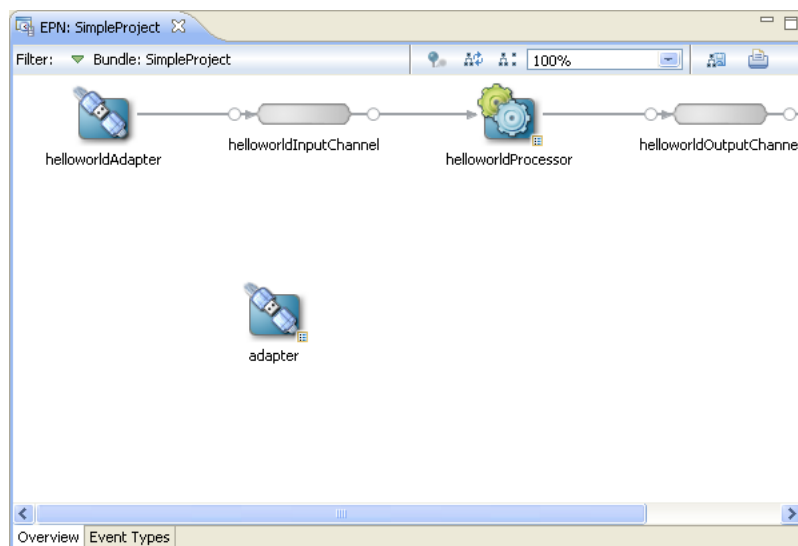 EPN: SimpleProject
Filter: Bundle: SimpleProject 100%
helloworldAdapter
helloworldInputChannel
helloworldProcessor
helloworldOutputChanne
adapter
Overview Event Types